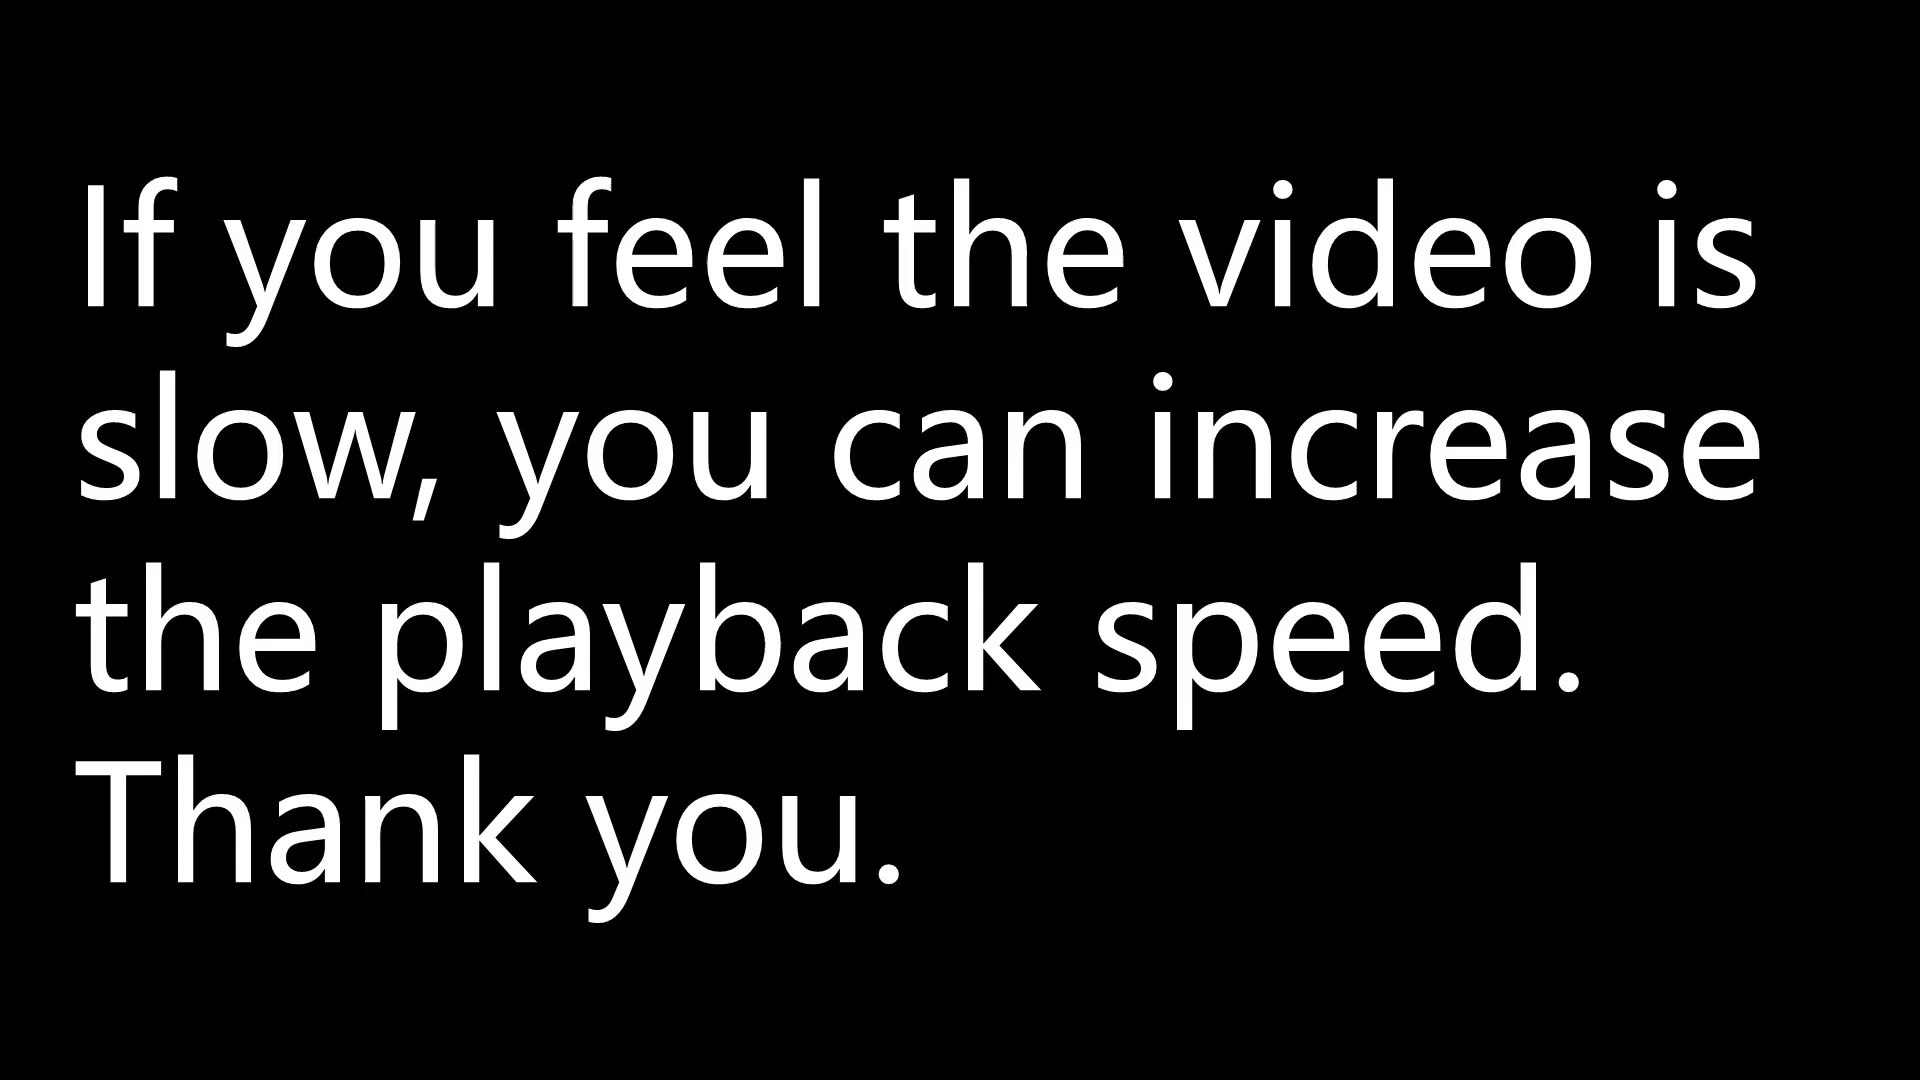 If you feel the video is
slow, you can increase
the playback speed.
Thank you.